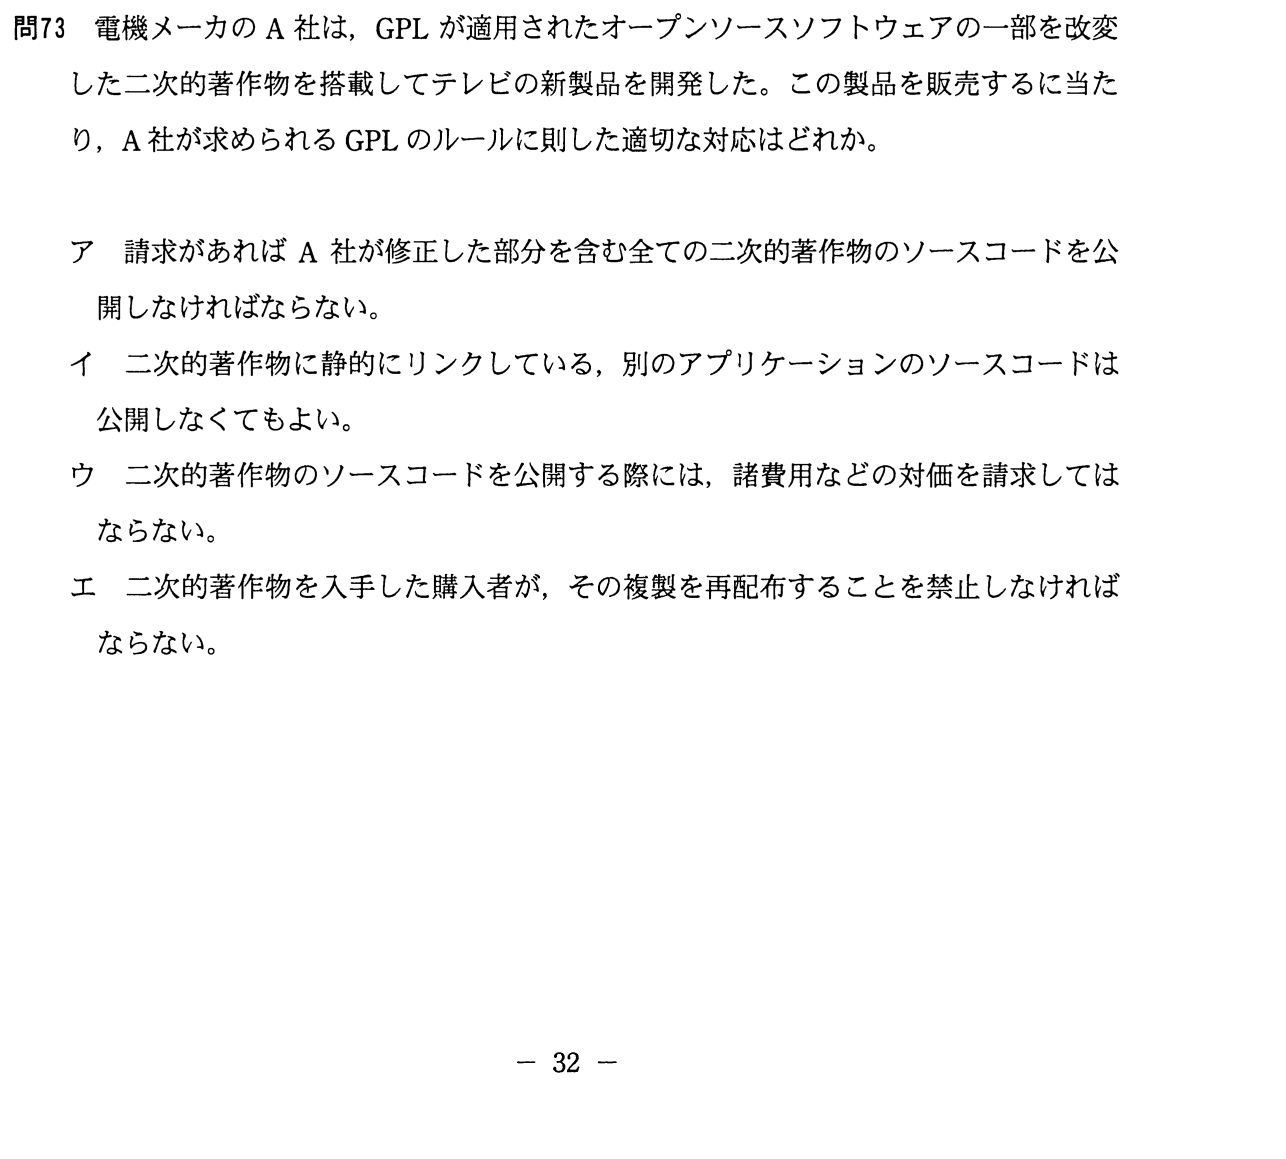 問73 電機メーカの A 社は，GPL が適用されたオープンソースソフトウェアの一部を改変
した二次的著作物を搭載してテレビの新製品を開発した。この製品を販売するに当た
り，A 社が求められる GPL のルールに則した適切な対応はどれか。
ア 請求があれば A 社が修正した部分を含む全ての二次的著作物のソースコードを公
開しなければならない。
イ 二次的著作物に静的にリンクしている，別のアプリケーションのソースコードは
公開しなくてもよい。
ウ 二次的著作物のソースコードを公開する際には，諸費用などの対価を請求しては
ならない。
エ 二次的著作物を入手した購入者が，その複製を再配布することを禁止しなければ
ならない。
－ 32 －